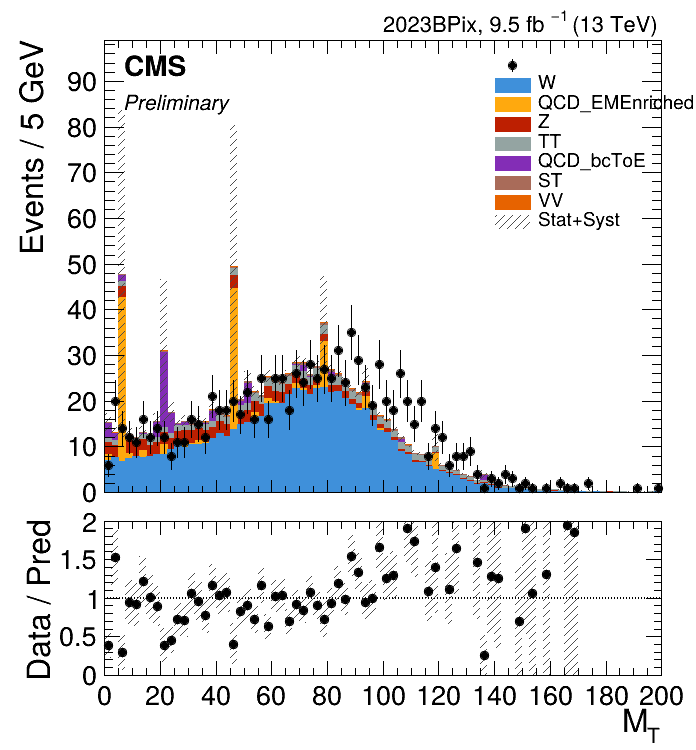 2023BPix, 9.5 fb⁻¹ (13 TeV)
Events / 5 GeV
CMS
Preliminary
W
QCD_EMEnriched
Z
TT
QCD_bcToE
ST
VV
Stat+Syst
90
80
70
60
50
40
30
20
10
0
Data / Pred
2
1.5
1
0.5
0
0 20 40 60 80 100 120 140 160 180 200
M_T